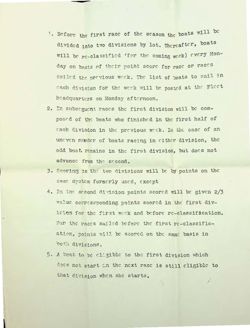 1. Before the first race of the season the boats will be
divided into two divisions by lot. Thereafter, boats
will be re-classified (for the coming week) every Mon-
day on basis of their point score for race or races
sailed the previous week. The list of boats to sail in
each division for the week will be posted at the Fleet
Headquarters on Monday afternoon.
2. In subsequent races the first division will be com-
posed of the boats who finished in the first half of
each division in the previous week. In the case of an
uneven number of boats racing in either division, the
odd boat remains in the first division, but does not
advance from the second.
3. Scoring in the two divisions will be by points on the
same system formerly used, except
4. In the second division points scored will be given 2/3
value corresponding points scored in the first div-
ision for the first week and before re-classification.
For the races sailed before the first re-classific-
ation, points will be scored on the same basis in
both divisions.
5. A boat to be eligible to the first division which
does not start in the next race is still eligible to
that division when she starts.